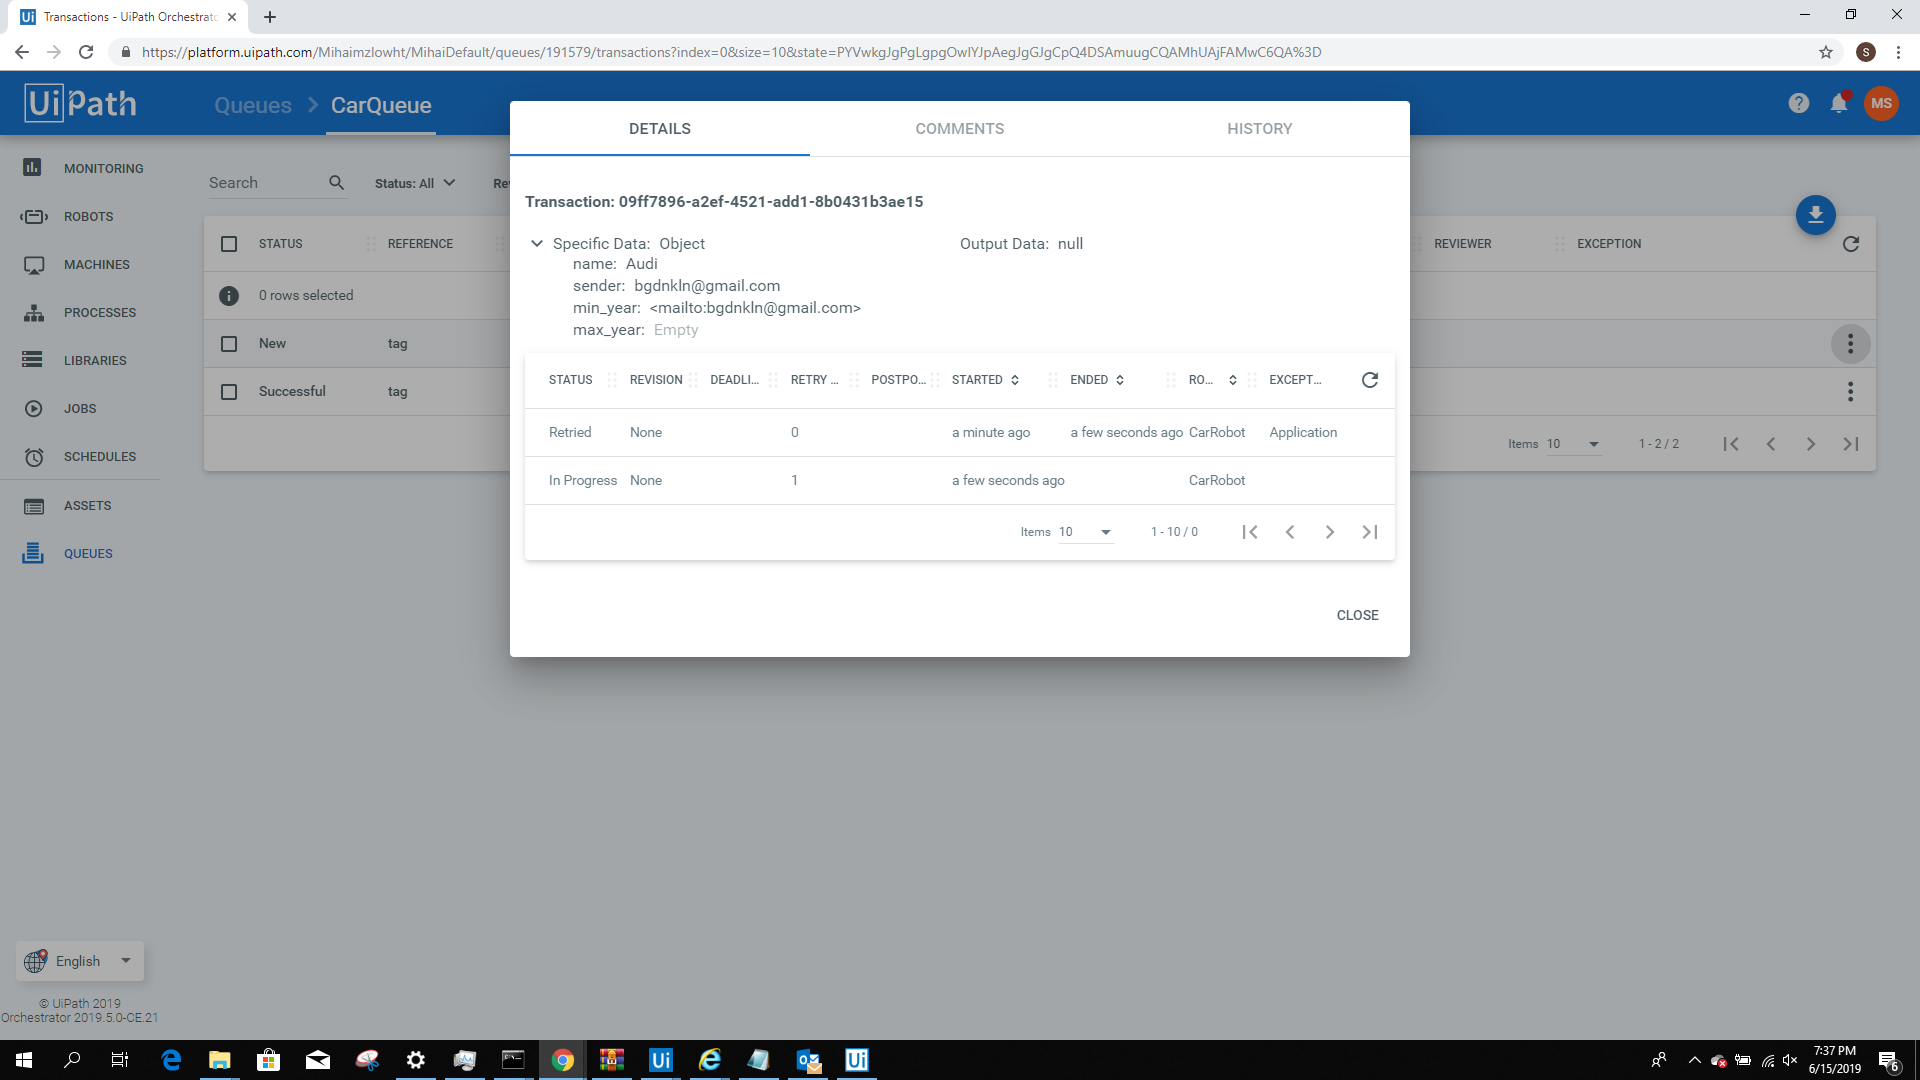 Transactions - UiPath Orchestrato
https://platform.uipath.com/Mihaimzlowht/MihaiDefault/queues/191579/transactions?index=0&size=10&state=PYVwkgJgPgLgpgOwIYJpAegJgGJgCpQ4DSAmuugCQAMhUAjFAMwC6QA%3D
S
UiPath
Queues > CarQueue
MS
DETAILS
COMMENTS
HISTORY
MONITORING
ROBOTS
MACHINES
PROCESSES
LIBRARIES
JOBS
SCHEDULES
ASSETS
QUEUES
Search
Status: All
Re
STATUS
REFERENCE
REVIEWER
EXCEPTION
0 rows selected
New
tag
Successful
tag
Items 10
1 - 2 / 2
Transaction: 09ff7896-a2ef-4521-add1-8b0431b3ae15
Specific Data: Object
Output Data: null
name: Audi
sender: bgdnkln@gmail.com
min_year: <mailto:bgdnkln@gmail.com>
max_year: Empty
STATUS REVISION DEADLI... RETRY ... POSTPO... STARTED ENDED RO... EXCEPT...
Retried None 0 a minute ago a few seconds ago CarRobot Application
In Progress None 1 a few seconds ago CarRobot
Items 10
1 - 10 / 0
CLOSE
English
© UiPath 2019
Orchestrator 2019.5.0-CE.21
7:37 PM
6/15/2019
6